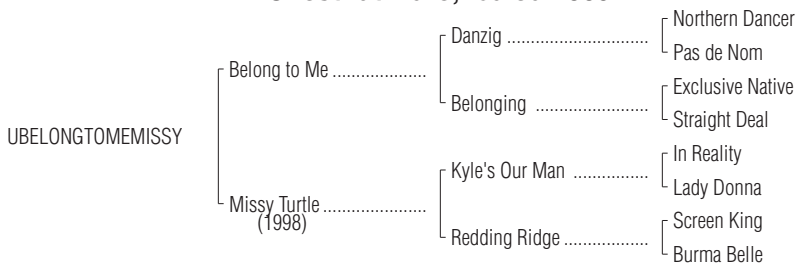 Northern Dancer
Danzig
Pas de Nom
Belong to Me
Exclusive Native
Belonging
Straight Deal
UBELONGTOMEMISSY
In Reality
Kyle's Our Man
Lady Donna
Missy Turtle
(1998)
Screen King
Redding Ridge
Burma Belle